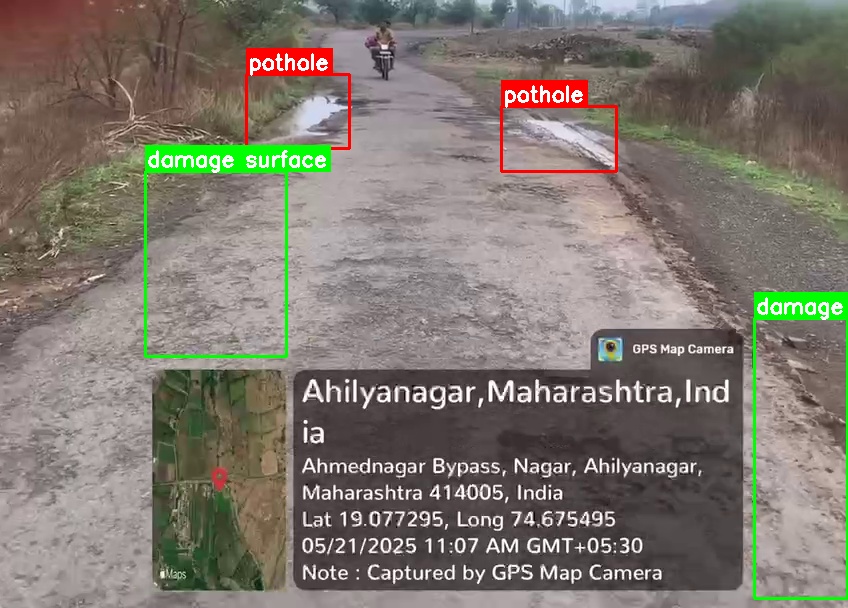 pothole
pothole
damage surface
damage
GPS Map Camera
Ahilyanagar,Maharashtra,Ind
ia
Ahmednagar Bypass, Nagar, Ahilyanagar,
Maharashtra 414005, India
Lat 19.077295, Long 74.675495
05/21/2025 11:07 AM GMT+05:30
Note : Captured by GPS Map Camera
Maps